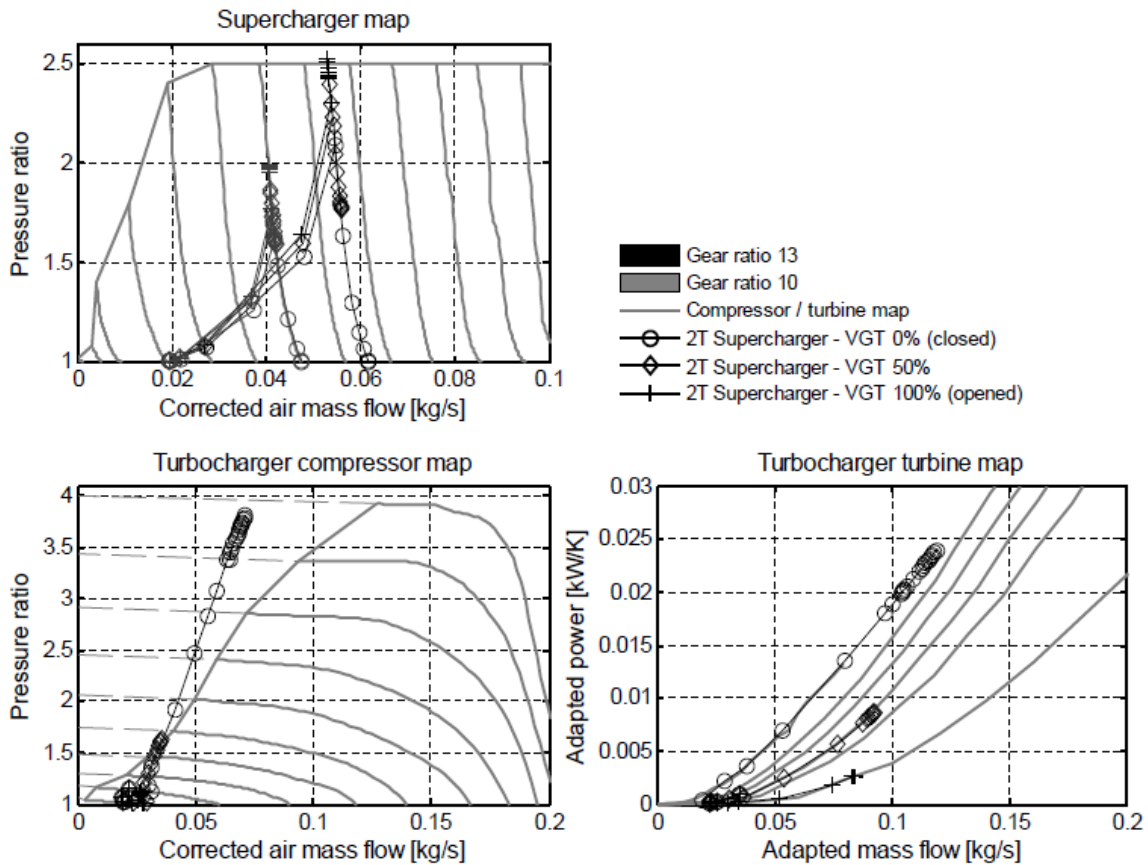 Supercharger map
2.5
2
1.5
1
Pressure ratio
0 0.02 0.04 0.06 0.08 0.1
Corrected air mass flow [kg/s]
Gear ratio 13
Gear ratio 10
Compressor / turbine map
2T Supercharger - VGT 0% (closed)
2T Supercharger - VGT 50%
2T Supercharger - VGT 100% (opened)
Turbocharger compressor map
4
3.5
3
2.5
2
1.5
1
Pressure ratio
0 0.05 0.1 0.15 0.2
Corrected air mass flow [kg/s]
Turbocharger turbine map
0.03
0.025
0.02
0.015
0.01
0.005
0
Adapted power [kW/K]
0 0.05 0.1 0.15 0.2
Adapted mass flow [kg/s]